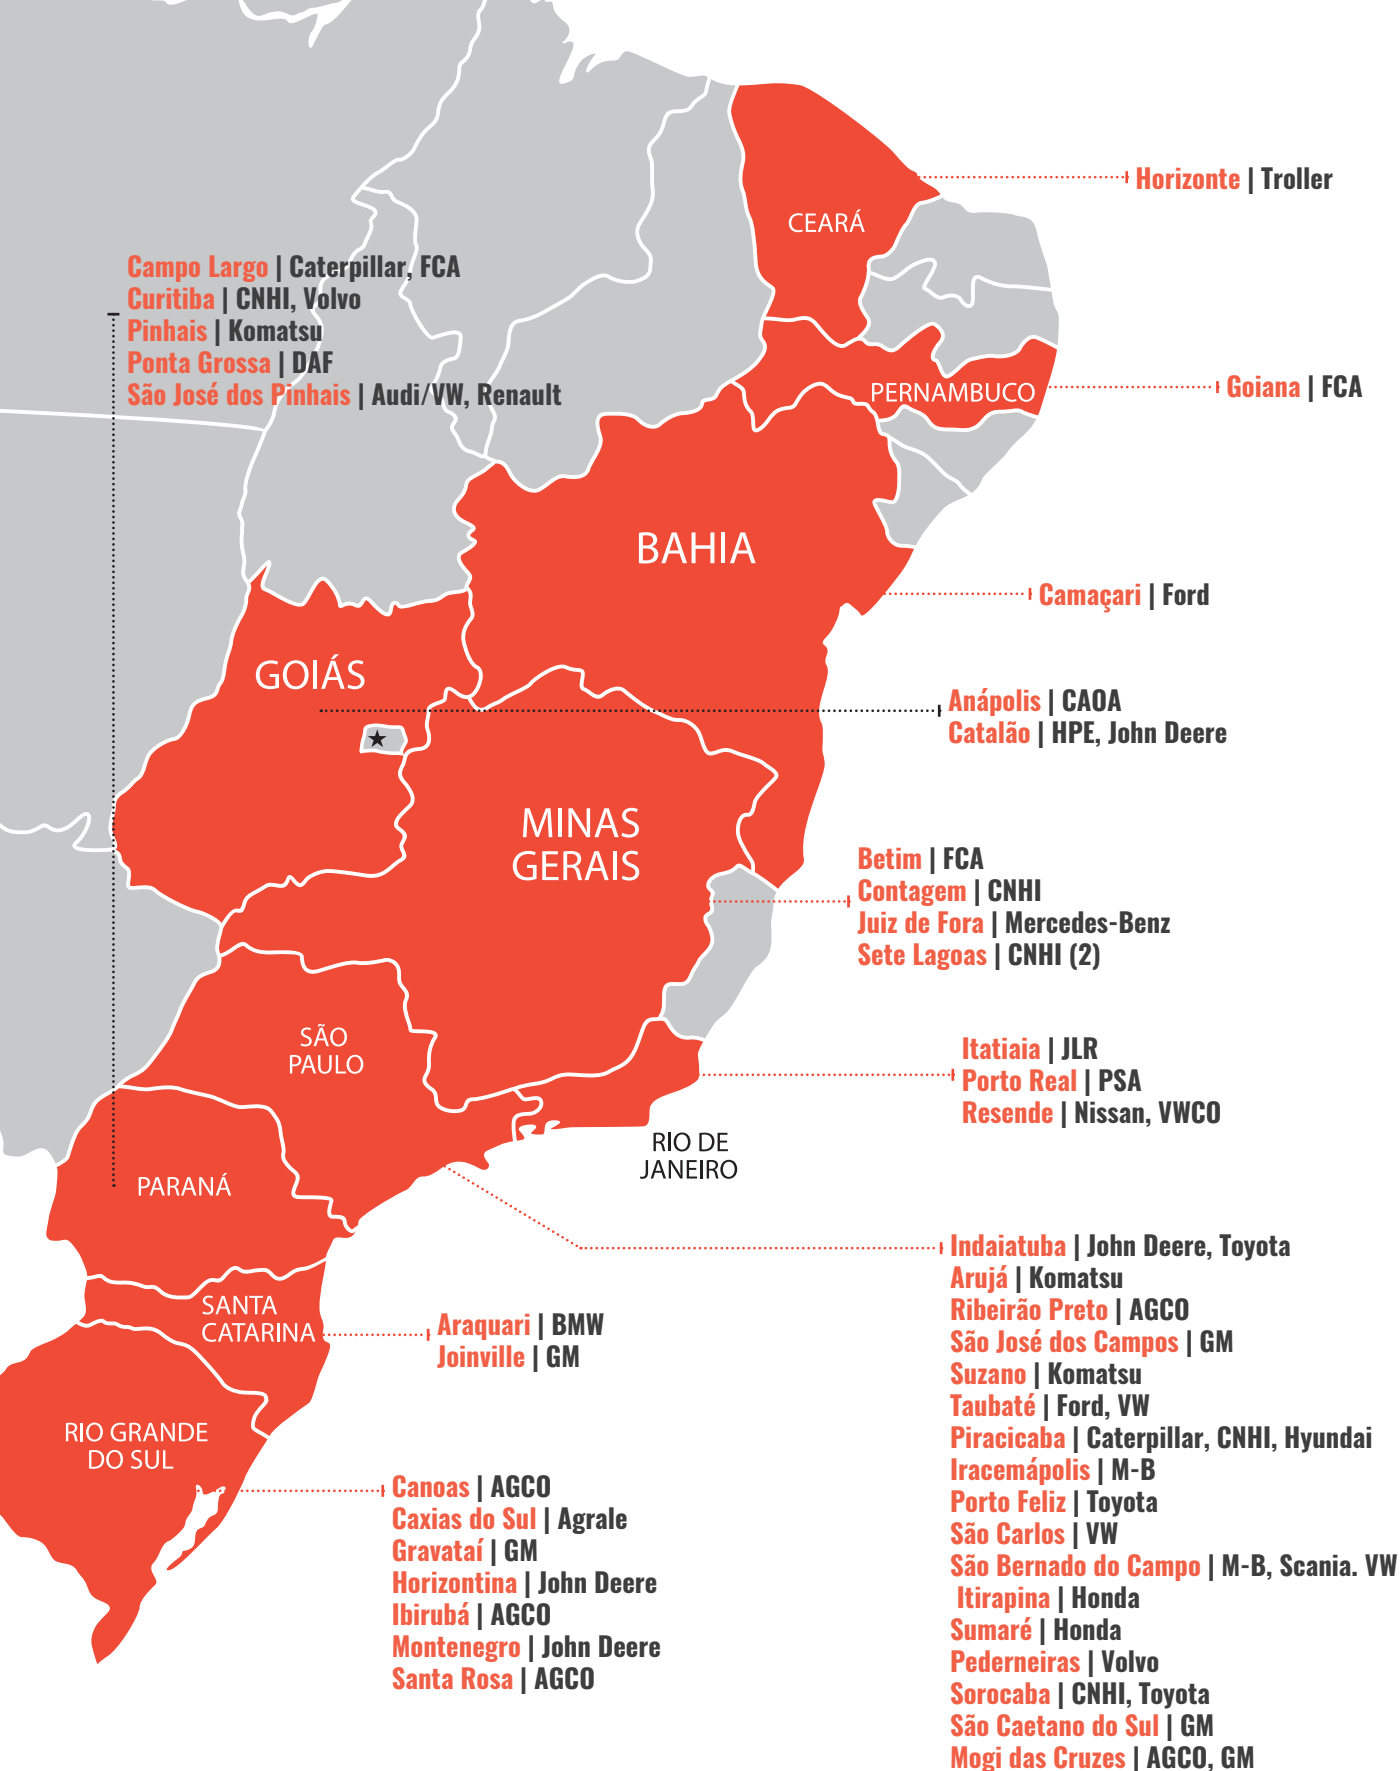 Horizonte | Troller
CEARÁ
Campo Largo | Caterpillar, FCA
Curitiba | CNHI, Volvo
Pinhais | Komatsu
Ponta Grossa | DAF
São José dos Pinhais | Audi/VW, Renault
PERNAMBUCO
Goiana | FCA
BAHIA
Camaçari | Ford
GOIÁS
Anápolis | CAOA
Catalão | HPE, John Deere
MINAS
GERAIS
Betim | FCA
Contagem | CNHI
Juiz de Fora | Mercedes-Benz
Sete Lagoas | CNHI (2)
SÃO
PAULO
Itatiaia | JLR
Porto Real | PSA
Resende | Nissan, VWCO
RIO DE
JANEIRO
PARANÁ
Indaiatuba | John Deere, Toyota
Arujá | Komatsu
Ribeirão Preto | AGCO
São José dos Campos | GM
Suzano | Komatsu
Taubaté | Ford, VW
Piracicaba | Caterpillar, CNHI, Hyundai
Iracemápolis | M-B
Porto Feliz | Toyota
São Carlos | VW
São Bernado do Campo | M-B, Scania. VW
Itirapina | Honda
Sumaré | Honda
Pederneiras | Volvo
Sorocaba | CNHI, Toyota
São Caetano do Sul | GM
Mogi das Cruzes | AGCO, GM
SANTA
CATARINA
Araquari | BMW
Joinville | GM
RIO GRANDE
DO SUL
Canoas | AGCO
Caxias do Sul | Agrale
Gravataí | GM
Horizontina | John Deere
Ibirubá | AGCO
Montenegro | John Deere
Santa Rosa | AGCO